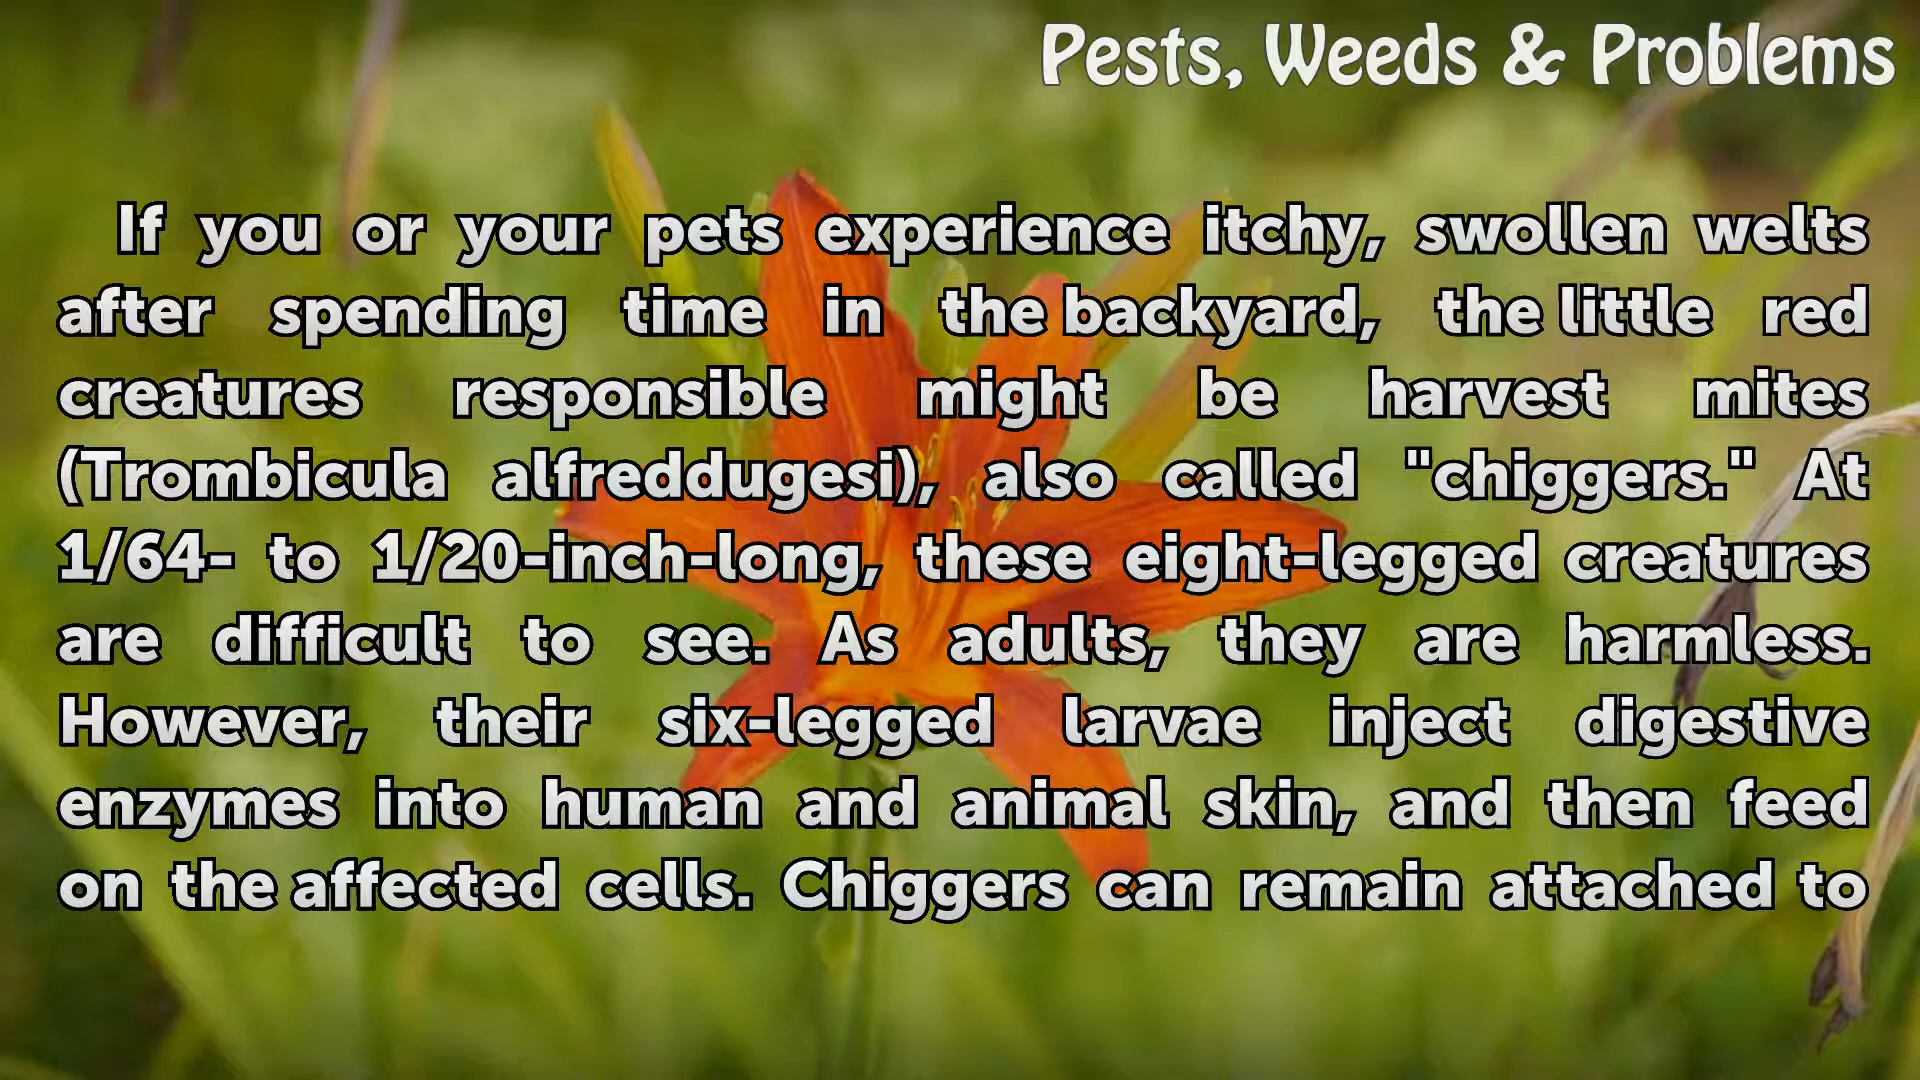 Pests, Weeds & Problems
If you or your pets experience itchy, swollen welts
after spending time in the backyard, the little red
creatures responsible might be harvest mites
(Trombicula alfreddugesi), also called "chiggers." At
1/64- to 1/20-inch-long, these eight-legged creatures
are difficult to see. As adults, they are harmless.
However, their six-legged larvae inject digestive
enzymes into human and animal skin, and then feed
on the affected cells. Chiggers can remain attached to